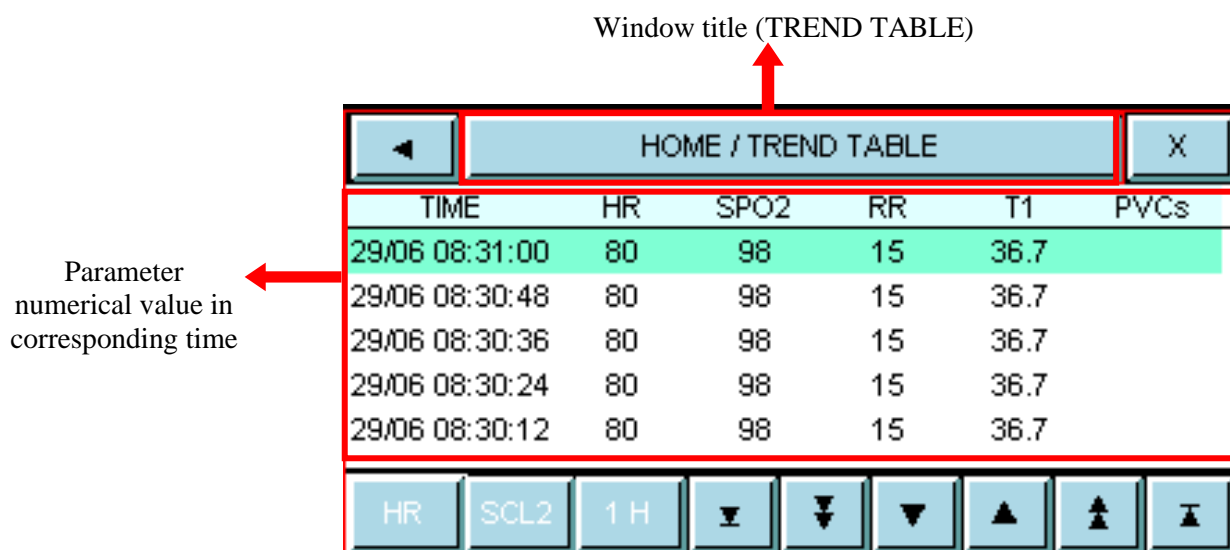 Window title (TREND TABLE)
HOME / TREND TABLE
X
TIME HR SPO2 RR T1 PVCs
29/06 08:31:00 80 98 15 36.7
29/06 08:30:48 80 98 15 36.7
29/06 08:30:36 80 98 15 36.7
29/06 08:30:24 80 98 15 36.7
29/06 08:30:12 80 98 15 36.7
Parameter
numerical value in
corresponding time
HR SCL2 1 H